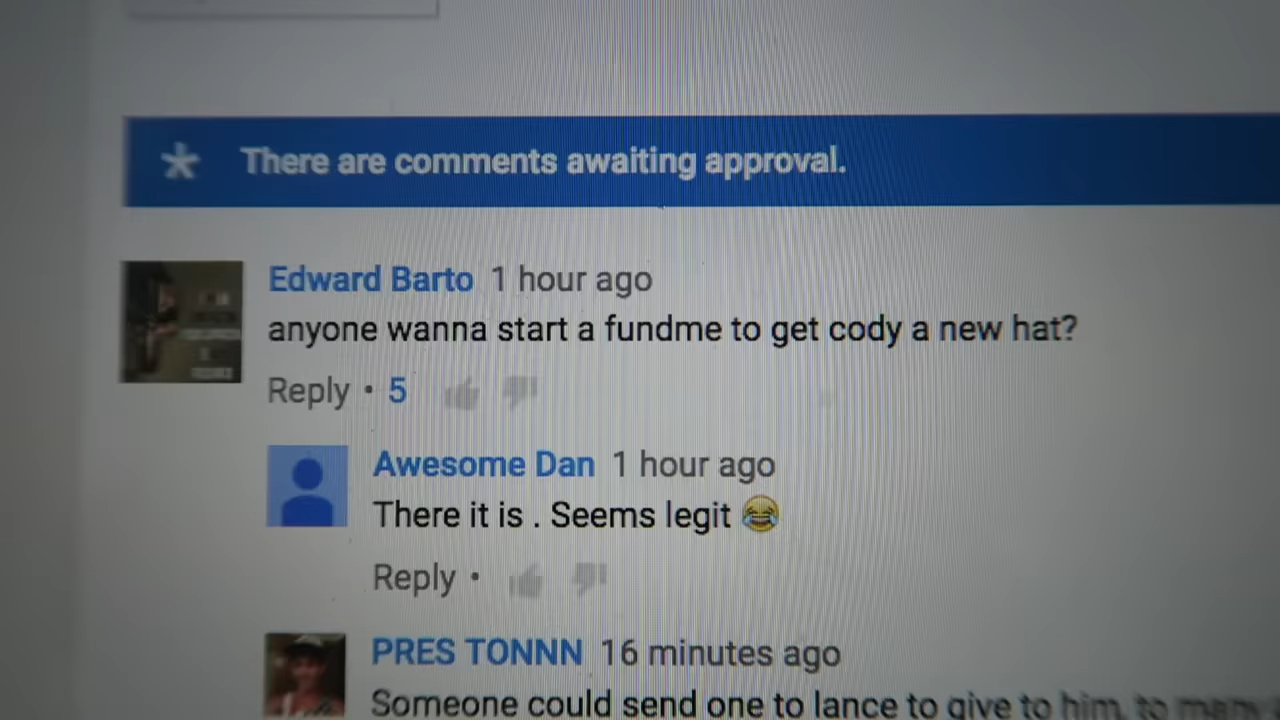 There are comments awaiting approval.
Edward Barto 1 hour ago
anyone wanna start a fundme to get cody a new hat?
Reply • 5
Awesome Dan 1 hour ago
There it is . Seems legit 😂
Reply •
PRES TONNN 16 minutes ago
Someone could send one to lance to give to him, to many